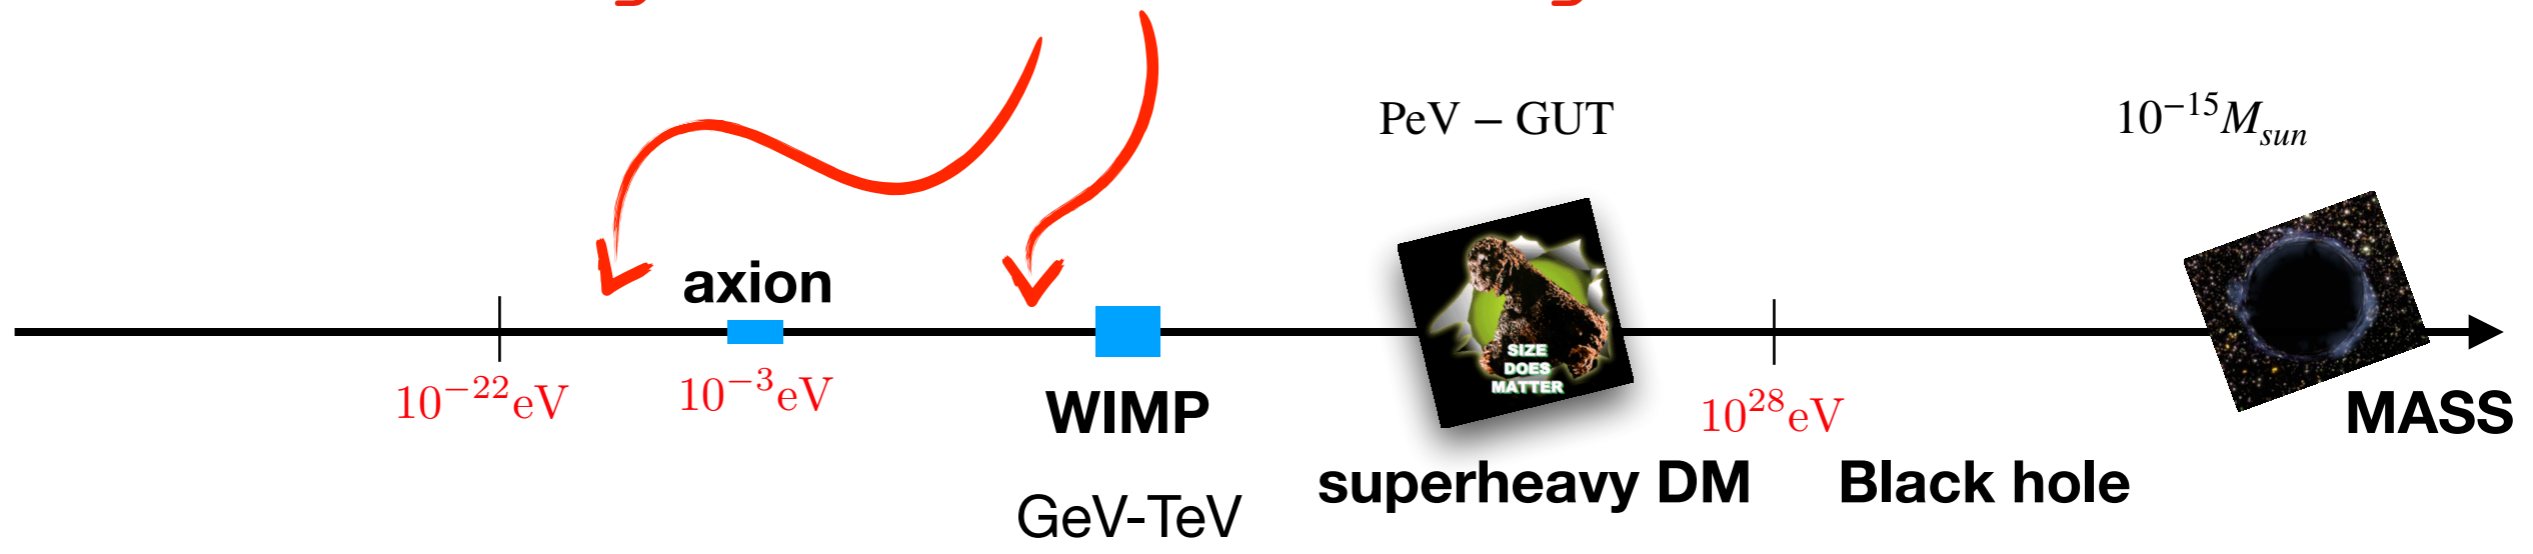 PeV – GUT
10⁻¹⁵M_sun
axion
10⁻²²eV
10⁻³eV
WIMP
GeV-TeV
SIZE
DOES
MATTER
superheavy DM
10²⁸eV
Black hole
MASS